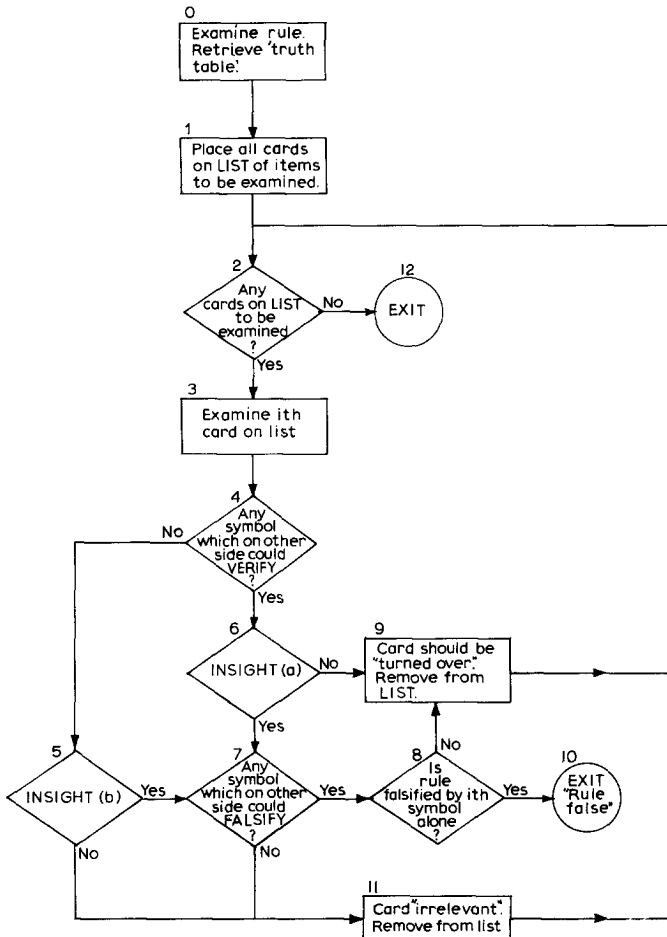 0
Examine rule.
Retrieve 'truth
table.'
1
Place all cards
on LIST of items
to be examined.
2
Any
cards on LIST
to be
examined
?
No
Yes
12
EXIT
3
Examine ith
card on list
4
Any
symbol
which on other
side could
VERIFY
?
No
Yes
6
INSIGHT (a)
No
Yes
9
Card should be
"turned over."
Remove from
LIST.
5
INSIGHT (b)
Yes
No
7
Any
symbol
which on other
side could
FALSIFY
?
Yes
No
8
Is
rule
falsified by ith
symbol
alone
?
No
Yes
10
EXIT
"Rule
false"
11
Card "irrelevant".
Remove from list